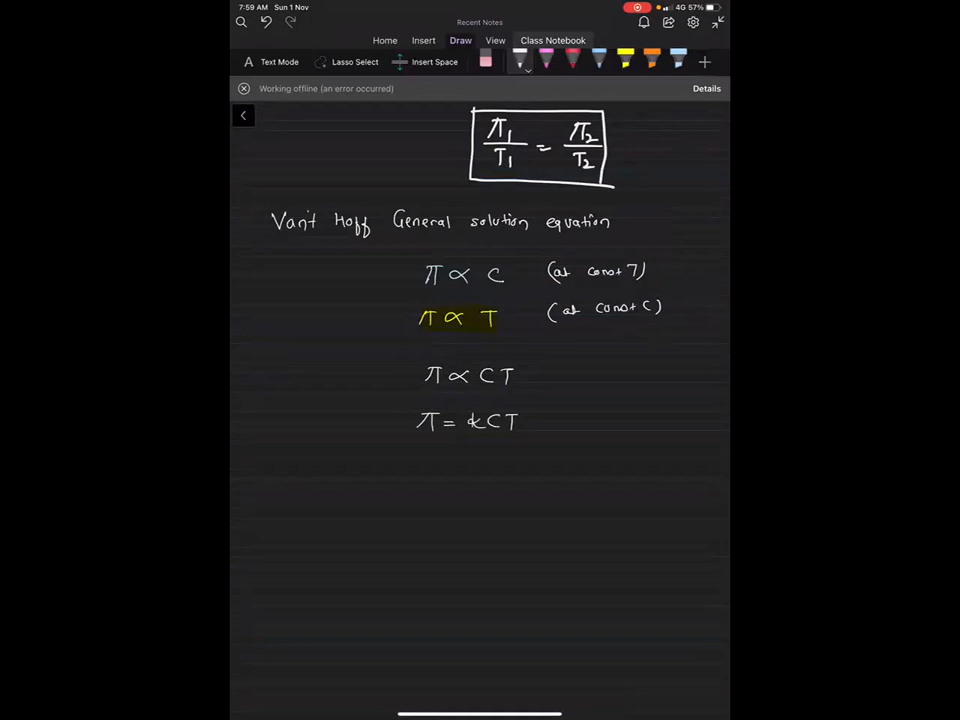 7:59 AM Sun 1 Nov 4G 57%
Recent Notes
Home Insert Draw View Class Notebook
Text Mode Lasso Select Insert Space
Working offline (an error occurred) Details
π1/T1 = π2/T2
Van't Hoff General solution equation
π ∝ C (at const T)
π ∝ T (at const C)
π ∝ CT
π = kCT